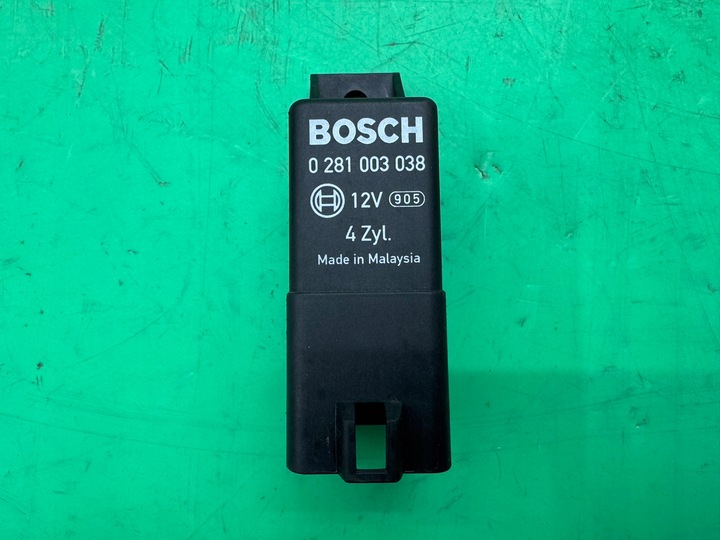 BOSCH
0 281 003 038
12V 905
4 Zyl.
Made in Malaysia